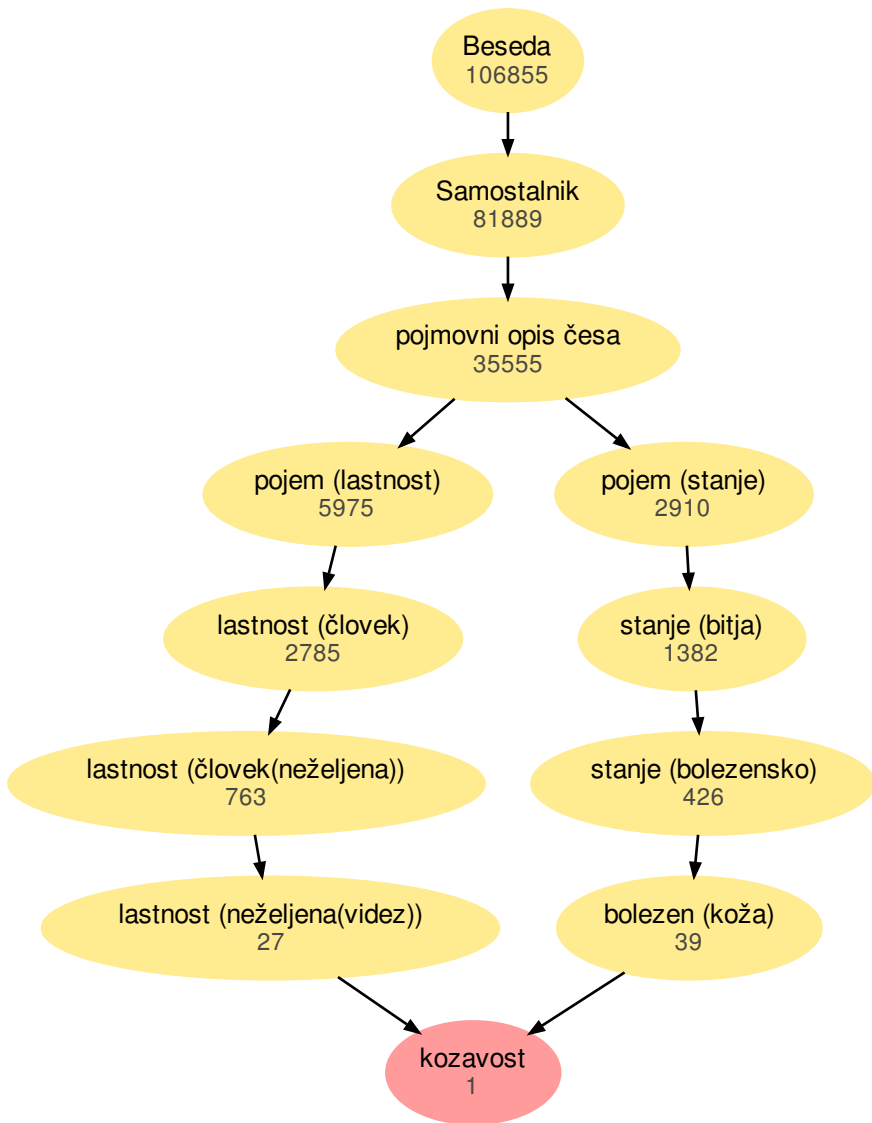 Beseda
106855
Samostalnik
81889
pojmovni opis česa
35555
pojem (lastnost)
5975
pojem (stanje)
2910
lastnost (človek)
2785
stanje (bitja)
1382
lastnost (človek(neželjena))
763
stanje (bolezensko)
426
lastnost (neželjena(videz))
27
bolezen (koža)
39
kozavost
1